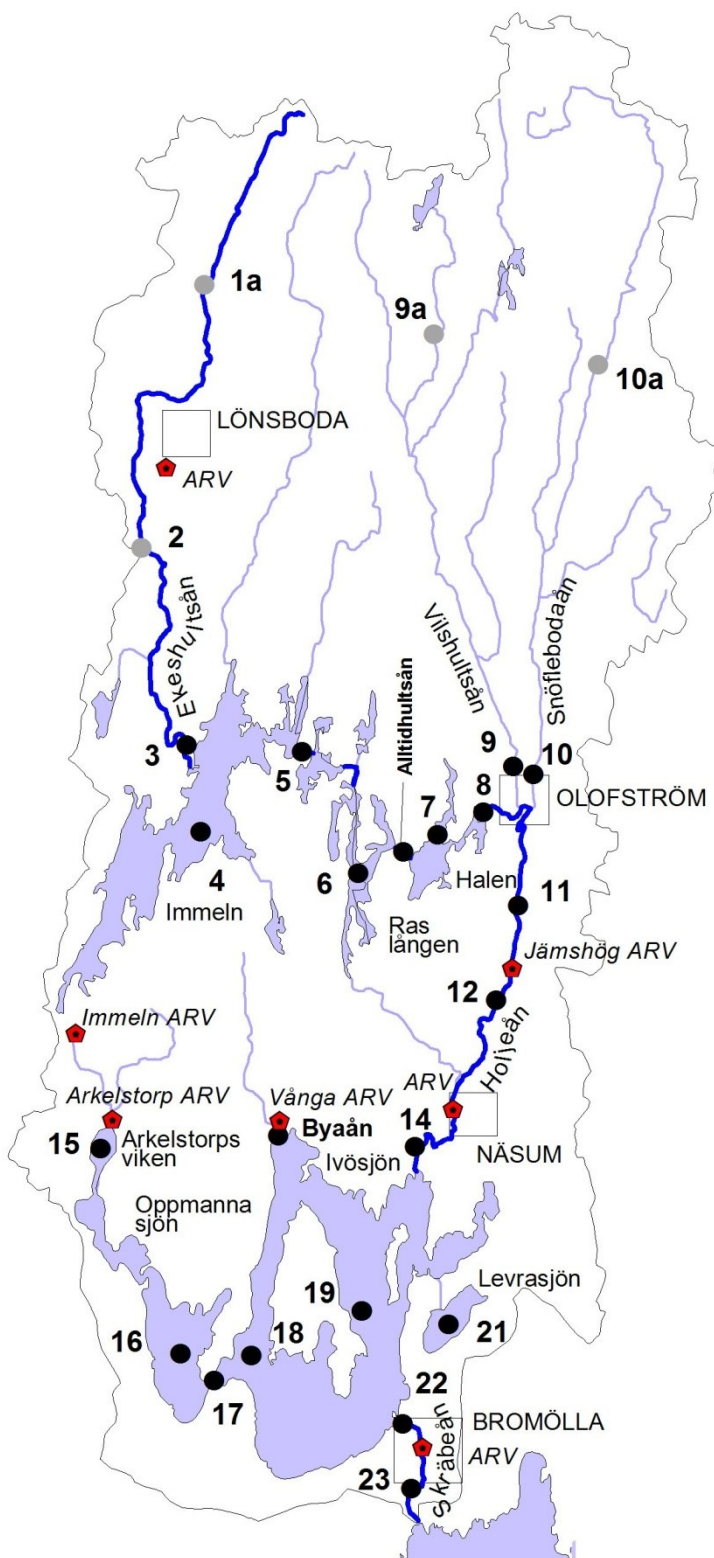 1a
9a
10a
LÖNSBODA
ARV
2
Ekeshultsån
Vilshultsån
Snöflebodaån
Alltidhultsån
3
5
9
10
8
7
OLOFSTRÖM
4
Immeln
6
Halen
11
Ras
lången
Jämshög ARV
12
Holjeån
Immeln ARV
Arkelstorp ARV
Vånga ARV
ARV
15
Arkelstorps
viken
Byaån
14
Ivösjön
NÄSUM
Oppmanna
sjön
Levrasjön
19
21
16
18
17
22
BROMÖLLA
Skräbeån
ARV
23